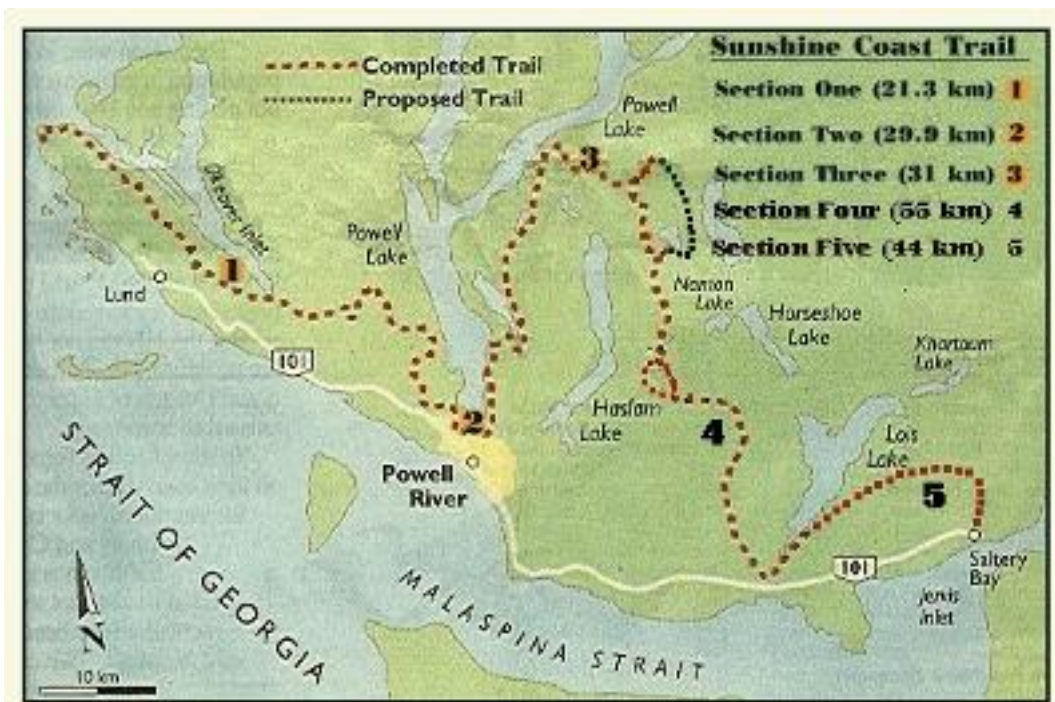 Sunshine Coast Trail
Completed Trail
Proposed Trail
Section One (21.3 km) 1
Section Two (29.9 km) 2
Section Three (31 km) 3
Section Four (55 km) 4
Section Five (44 km) 5
Powell
Lake
3
Okeover Inlet
1
Lund
Powell
Lake
101
2
Powell
River
Haslam
Lake
Nanton
Lake
Horseshoe
Lake
Khartoum
Lake
4
Lois
Lake
5
101
Saltery
Bay
Jervis
Inlet
STRAIT OF GEORGIA
MALASPINA STRAIT
N
10 km